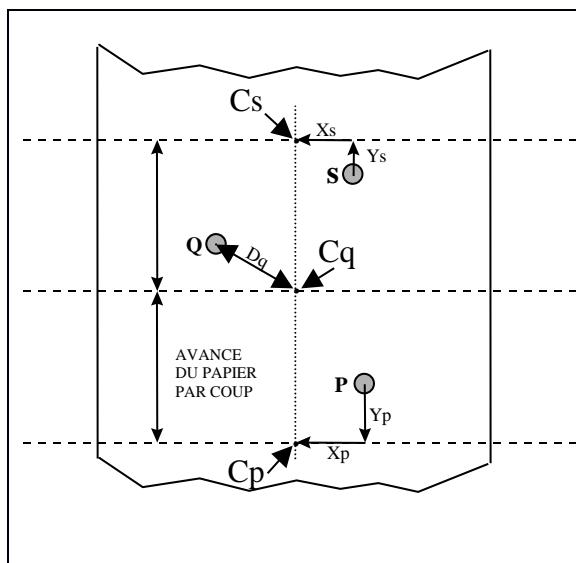 Cs
Xs
Ys
S
Q
Dq
Cq
AVANCE
DU PAPIER
PAR COUP
P
Yp
Xp
Cp